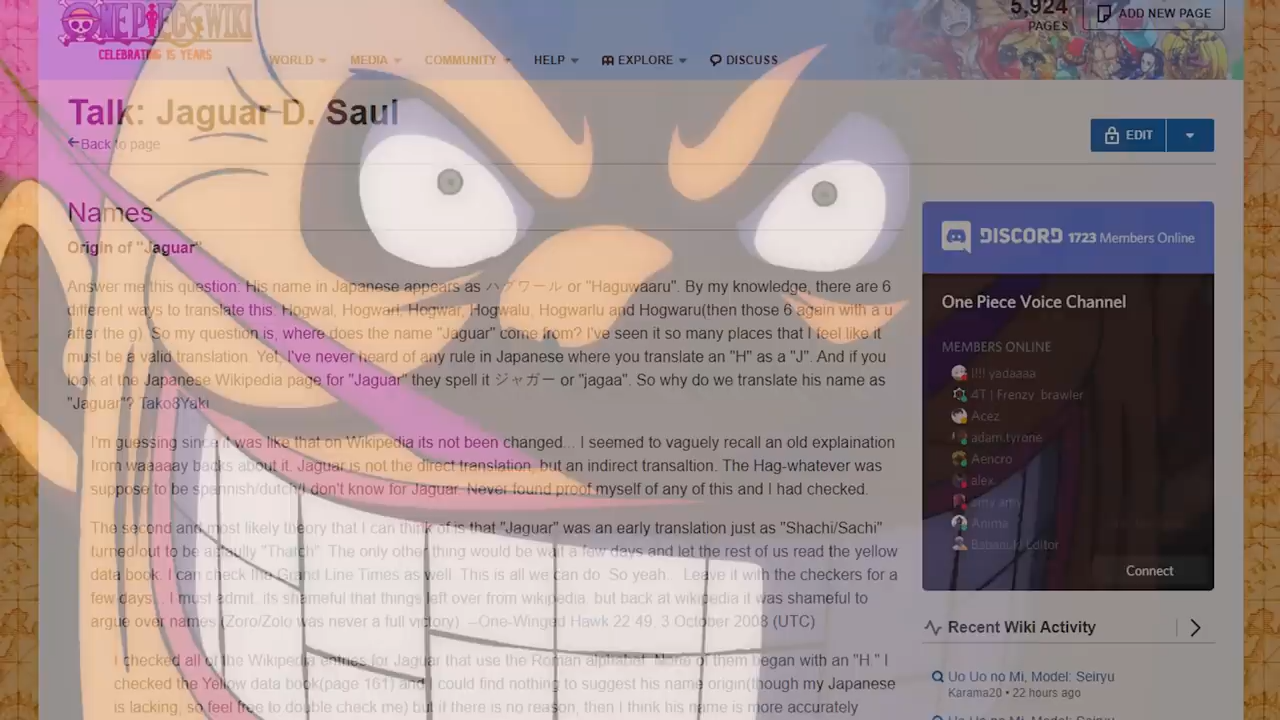 ONE PIECE WIKI
CELEBRATING 15 YEARS
5,924
PAGES
ADD NEW PAGE
WORLD
MEDIA
COMMUNITY
HELP
EXPLORE
DISCUSS
Talk: Jaguar D. Saul
Back to page
EDIT
Names
Origin of "Jaguar"
Answer me this question: His name in Japanese appears as ハグワール or "Haguwaaru". By my knowledge, there are 6
different ways to translate this: Hogwal, Hogwarl, Hogwar, Hogwalu, Hogwarlu and Hogwaru(then those 6 again with a u
after the g). So my question is, where does the name "Jaguar" come from? I've seen it so many places that I feel like it
must be a valid translation. Yet, I've never heard of any rule in Japanese where you translate an "H" as a "J". And if you
look at the Japanese Wikipedia page for "Jaguar" they spell it ジャガー or "jagaa". So why do we translate his name as
"Jaguar"? Tako8Yaki
I'm guessing since it was like that on Wikipedia its not been changed... I seemed to vaguely recall an old explaination
from waaaaay backs about it. Jaguar is not the direct translation, but an indirect transaltion. The Hag-whatever was
suppose to be spannish/dutch/I don't know for Jaguar. Never found proof myself of any of this and I had checked.
The second and most likely theory that I can think of is that "Jaguar" was an early translation just as "Shachi/Sachi"
turned out to be actually "Thatch". The only other thing would be wait a few days and let the rest of us read the yellow
data book. I can check the Grand Line Times as well. This is all we can do. So yeah... Leave it with the checkers for a
few days... I must admit, its shameful that things left over from wikipedia, but back at wikipedia it was shameful to
argue over names (Zoro/Zolo was never a full victory). --One-Winged Hawk 22:49, 3 October 2008 (UTC)
I checked all of the Wikipedia entries for Jaguar that use the Roman alphabet. None of them began with an "H." I
checked the Yellow data book(page 161) and I could find nothing to suggest his name origin(though my Japanese
is lacking, so feel free to double check me) but if there is no reason, then I think his name is more accurately
DISCORD 1723 Members Online
One Piece Voice Channel
MEMBERS ONLINE
!!!! yadaaaa
4T | Frenzy_brawler
Acez
adam.tyrone
Aencro
alex.
amy amy
Anima
Babanuki Editor
Connect
Recent Wiki Activity
Uo Uo no Mi, Model: Seiryu
Karama20 • 22 hours ago
Uo Uo no Mi, Model: Seiryu